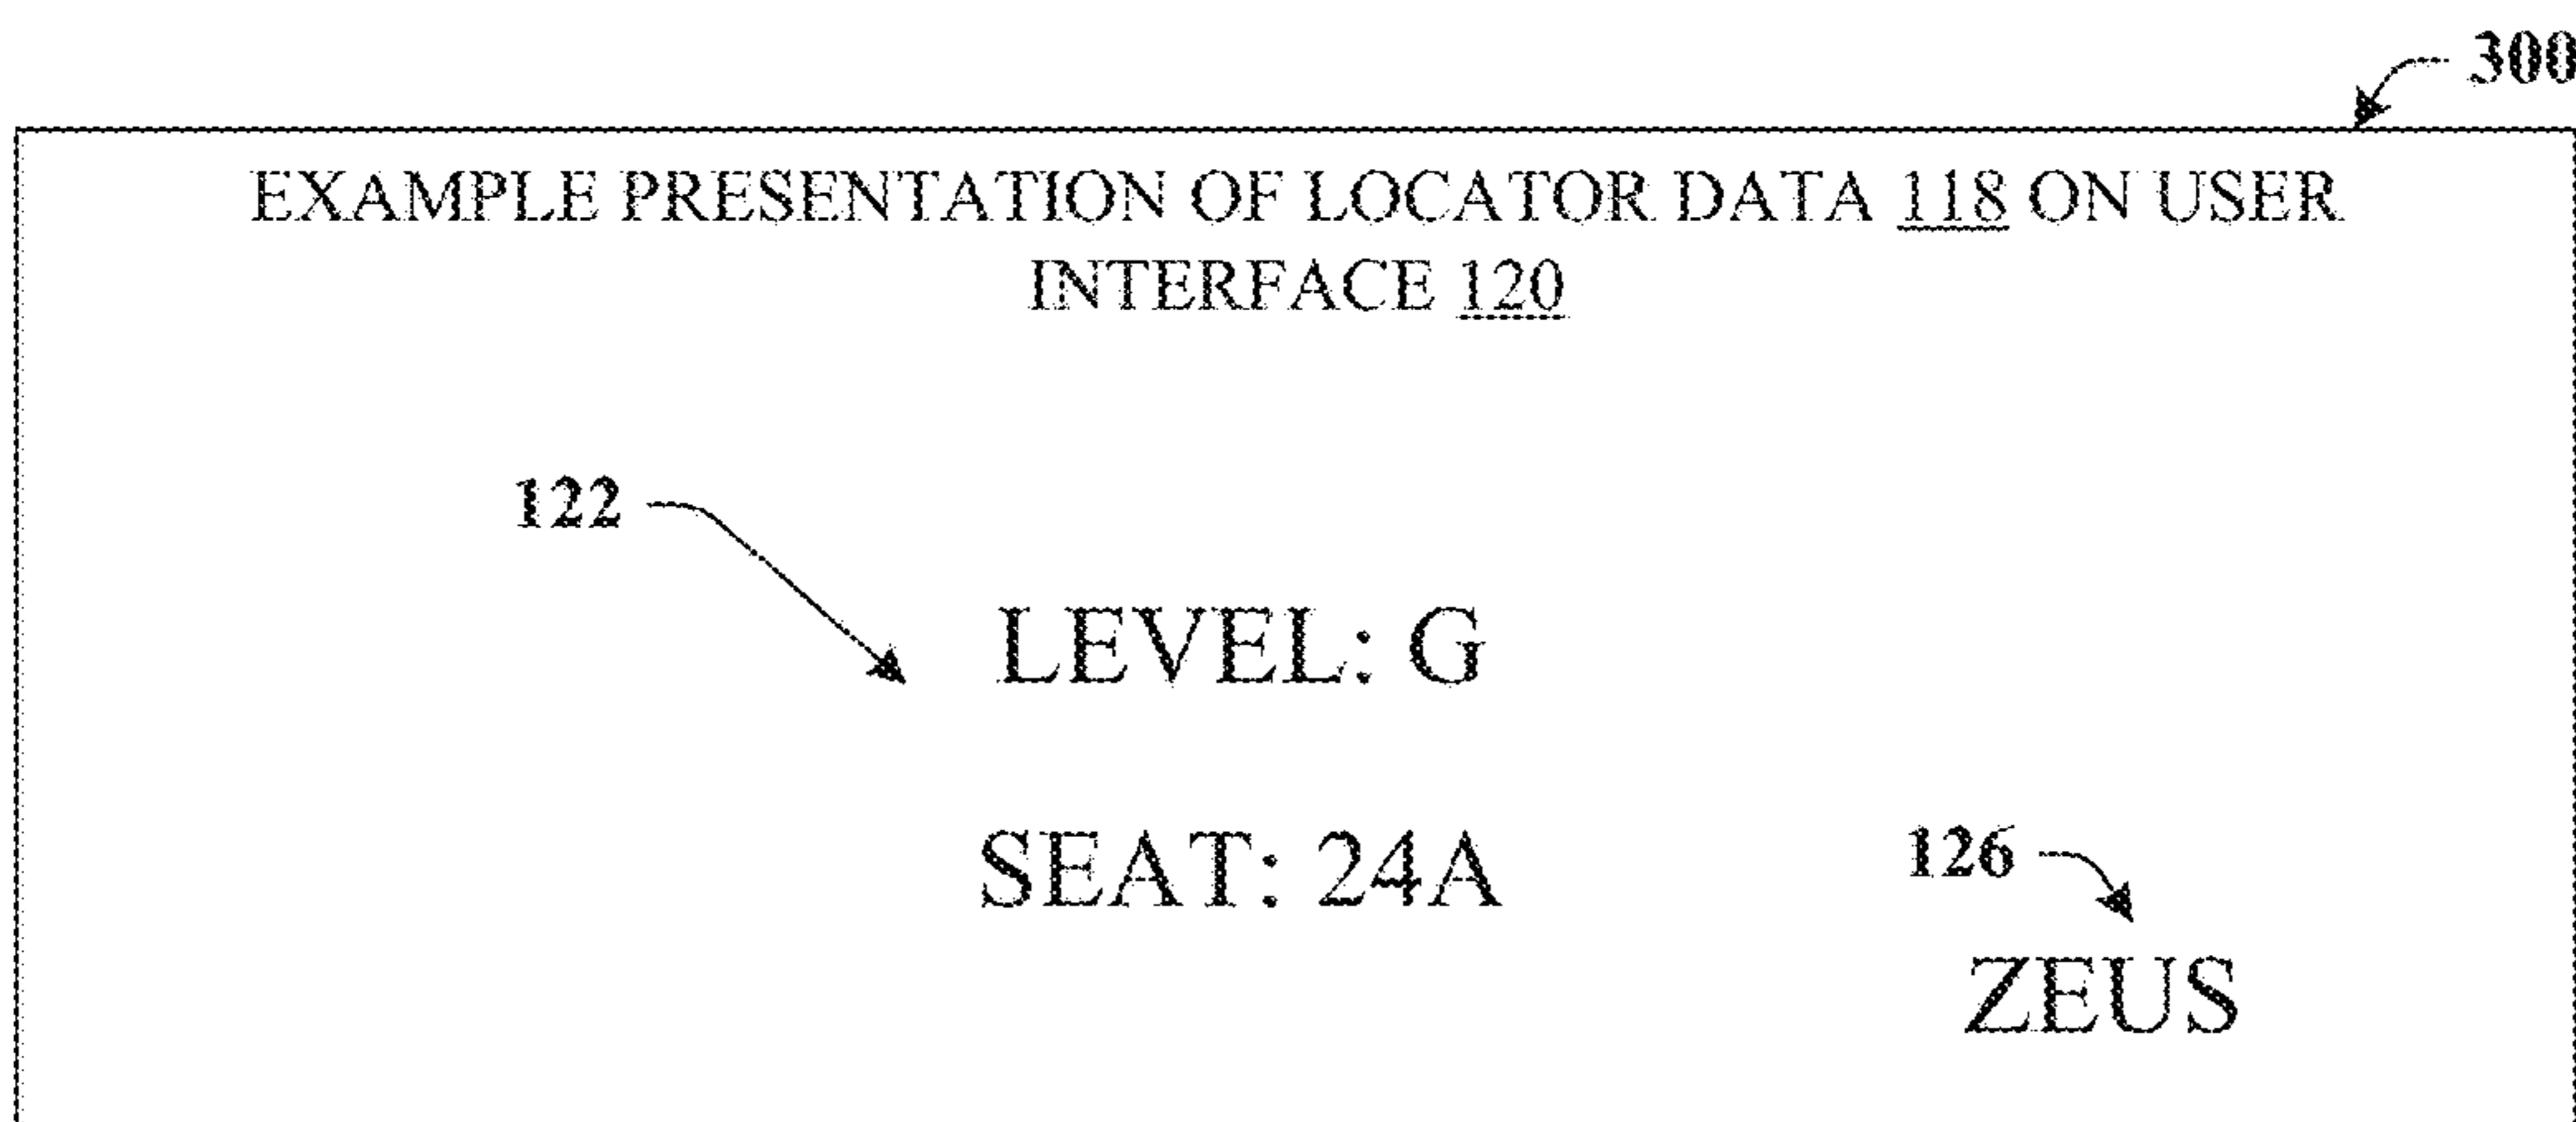 300
EXAMPLE PRESENTATION OF LOCATOR DATA 118 ON USER
INTERFACE 120
122
LEVEL: G
SEAT: 24A
126
ZEUS